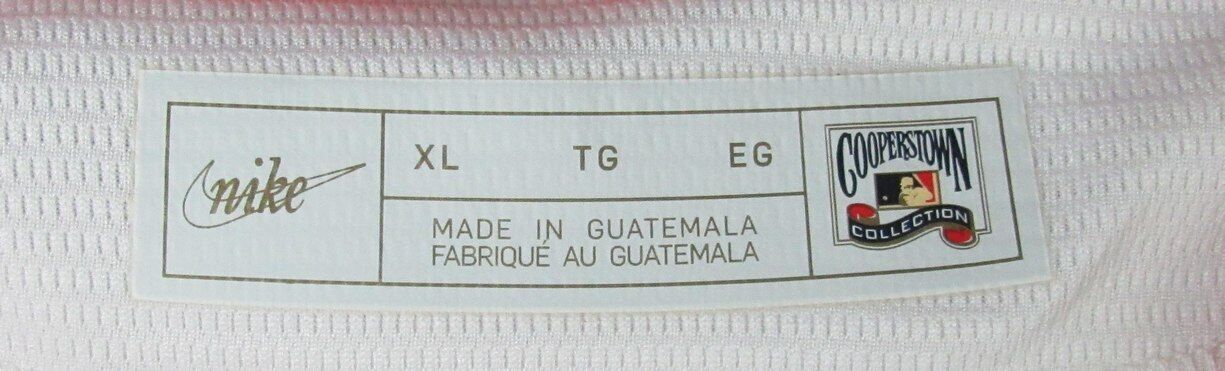 nike
XL TG EG
MADE IN GUATEMALA
FABRIQUÉ AU GUATEMALA
COOPERSTOWN
COLLECTION